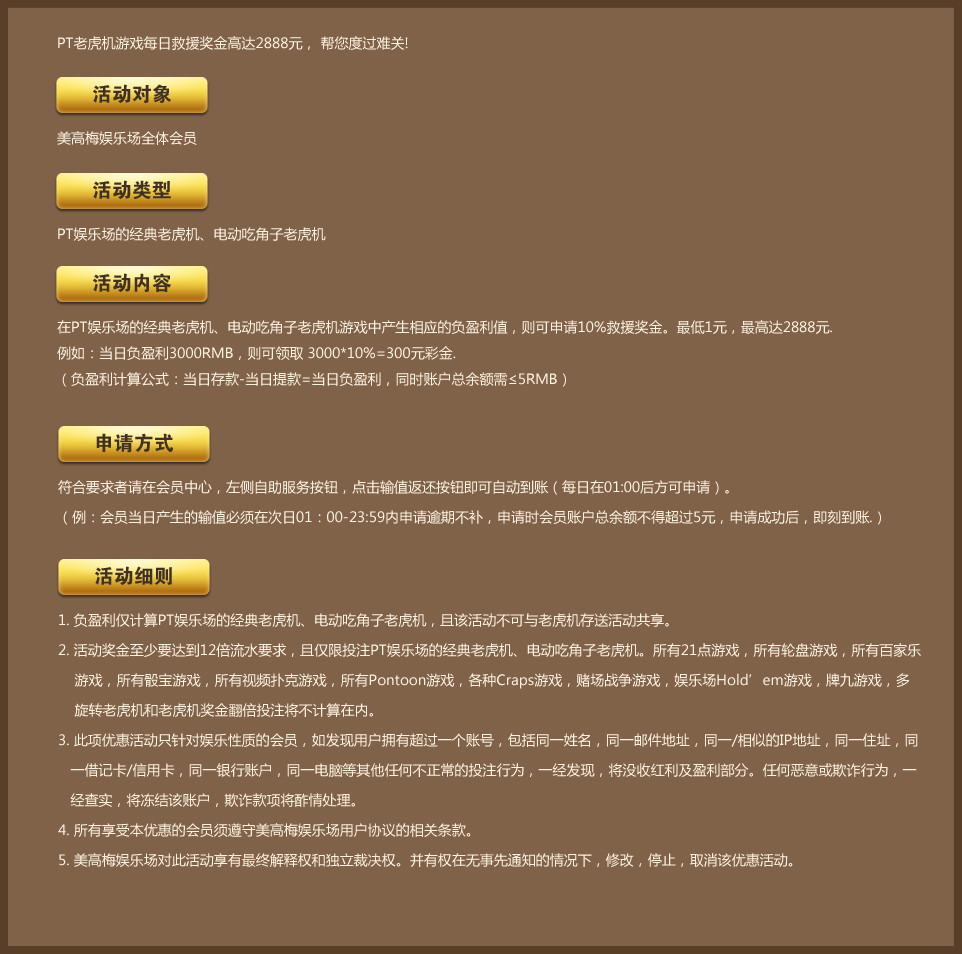 PT老虎机游戏每日救援奖金高达2888元， 帮您度过难关!
活动对象
美高梅娱乐场全体会员
活动类型
PT娱乐场的经典老虎机、电动吃角子老虎机
活动内容
在PT娱乐场的经典老虎机、电动吃角子老虎机游戏中产生相应的负盈利值，则可申请10%救援奖金。最低1元，最高达2888元.
例如：当日负盈利3000RMB，则可领取 3000*10%=300元彩金.
（负盈利计算公式：当日存款-当日提款=当日负盈利，同时账户总余额需≤5RMB）
申请方式
符合要求者请在会员中心，左侧自助服务按钮，点击输值返还按钮即可自动到账（每日在01:00后方可申请）。
（例：会员当日产生的输值必须在次日01：00-23:59内申请逾期不补，申请时会员账户总余额不得超过5元，申请成功后，即刻到账.）
活动细则
1. 负盈利仅计算PT娱乐场的经典老虎机、电动吃角子老虎机，且该活动不可与老虎机存送活动共享。
2. 活动奖金至少要达到12倍流水要求，且仅限投注PT娱乐场的经典老虎机、电动吃角子老虎机。所有21点游戏，所有轮盘游戏，所有百家乐
游戏，所有骰宝游戏，所有视频扑克游戏，所有Pontoon游戏，各种Craps游戏，赌场战争游戏，娱乐场Hold’em游戏，牌九游戏，多
旋转老虎机和老虎机奖金翻倍投注将不计算在内。
3. 此项优惠活动只针对娱乐性质的会员，如发现用户拥有超过一个账号，包括同一姓名，同一邮件地址，同一/相似的IP地址，同一住址，同
一借记卡/信用卡，同一银行账户，同一电脑等其他任何不正常的投注行为，一经发现，将没收红利及盈利部分。任何恶意或欺诈行为，一
经查实，将冻结该账户，欺诈款项将酢情处理。
4. 所有享受本优惠的会员须遵守美高梅娱乐场用户协议的相关条款。
5. 美高梅娱乐场对此活动享有最终解释权和独立裁决权。并有权在无事先通知的情况下，修改，停止，取消该优惠活动。